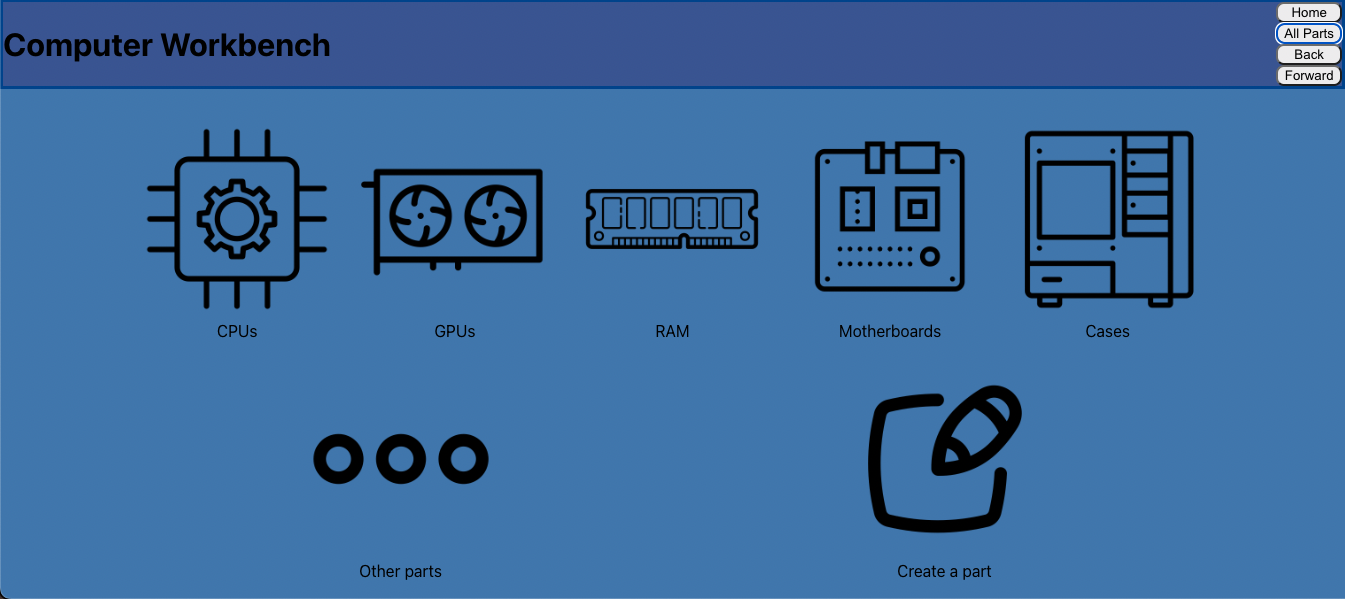 Computer Workbench
Home
All Parts
Back
Forward
CPUs
GPUs
RAM
Motherboards
Cases
Other parts
Create a part